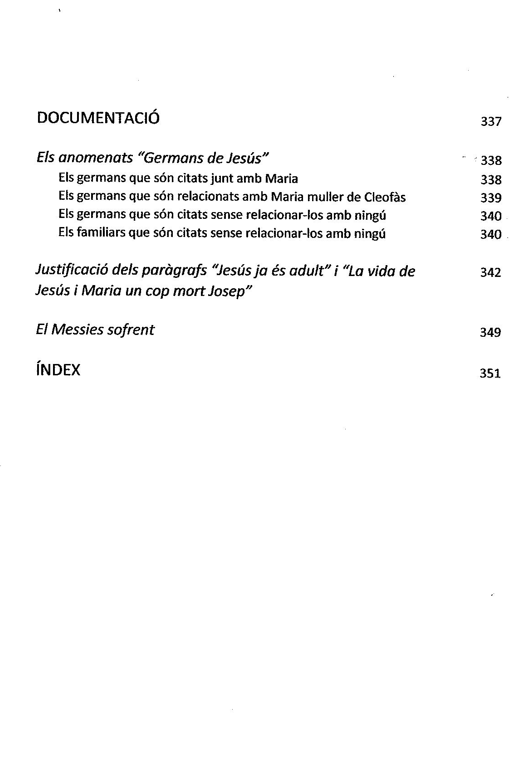 DOCUMENTACIÓ 337
Els anomenats "Germans de Jesús" 338
Els germans que són citats junt amb Maria 338
Els germans que són relacionats amb Maria muller de Cleofàs 339
Els germans que són citats sense relacionar-los amb ningú 340
Els familiars que són citats sense relacionar-los amb ningú 340
Justificació dels paràgrafs "Jesús ja és adult" i "La vida de 342
Jesús i Maria un cop mort Josep"
El Messies sofrent 349
ÍNDEX 351